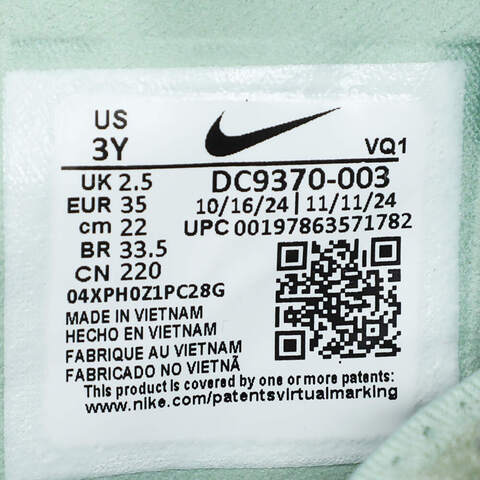 US
3Y
VQ1
UK 2.5
DC9370-003
EUR 35
10/16/24 | 11/11/24
cm 22
UPC 00197863571782
BR 33.5
CN 220
04XPH0Z1PC28G
MADE IN VIETNAM
HECHO EN VIETNAM
FABRIQUE AU VIETNAM
FABRICADO NO VIETNÃ
This product is covered by one or more patents:
www.nike.com/patentsvirtualmarking